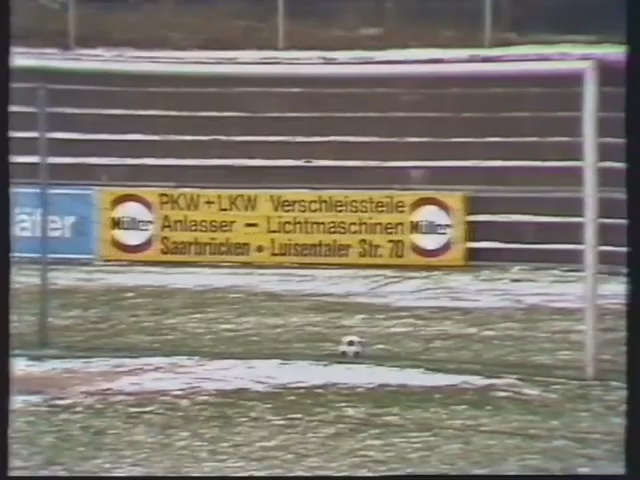 äfer
Müller
PKW+LKW Verschleissteile
Anlasser - Lichtmaschinen
Saarbrücken • Luisentaler Str. 70
Müller